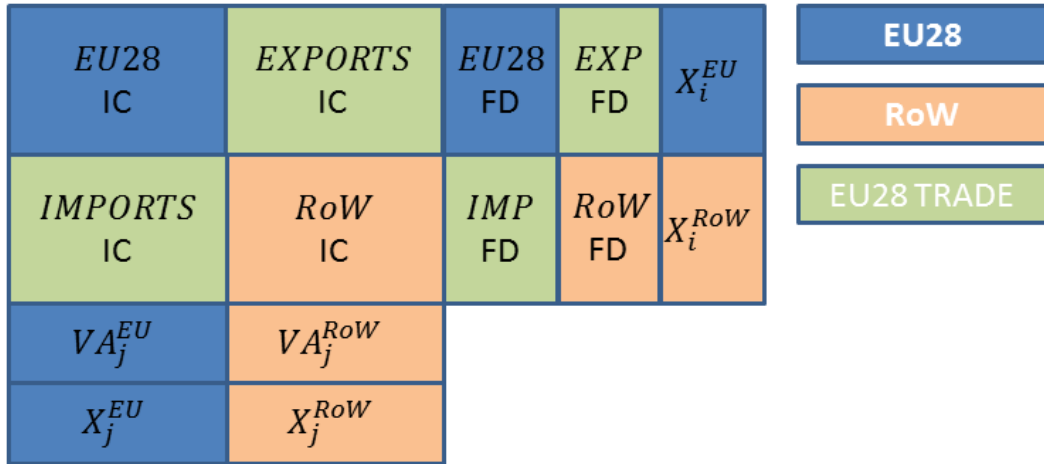 EU28 EXPORTS EU28 EXP X_i^{EU} EU28
IC IC FD FD
RoW
IMPORTS RoW IMP RoW X_i^{RoW} EU28 TRADE
IC IC FD FD
VA_j^{EU} VA_j^{RoW}
X_j^{EU} X_j^{RoW}